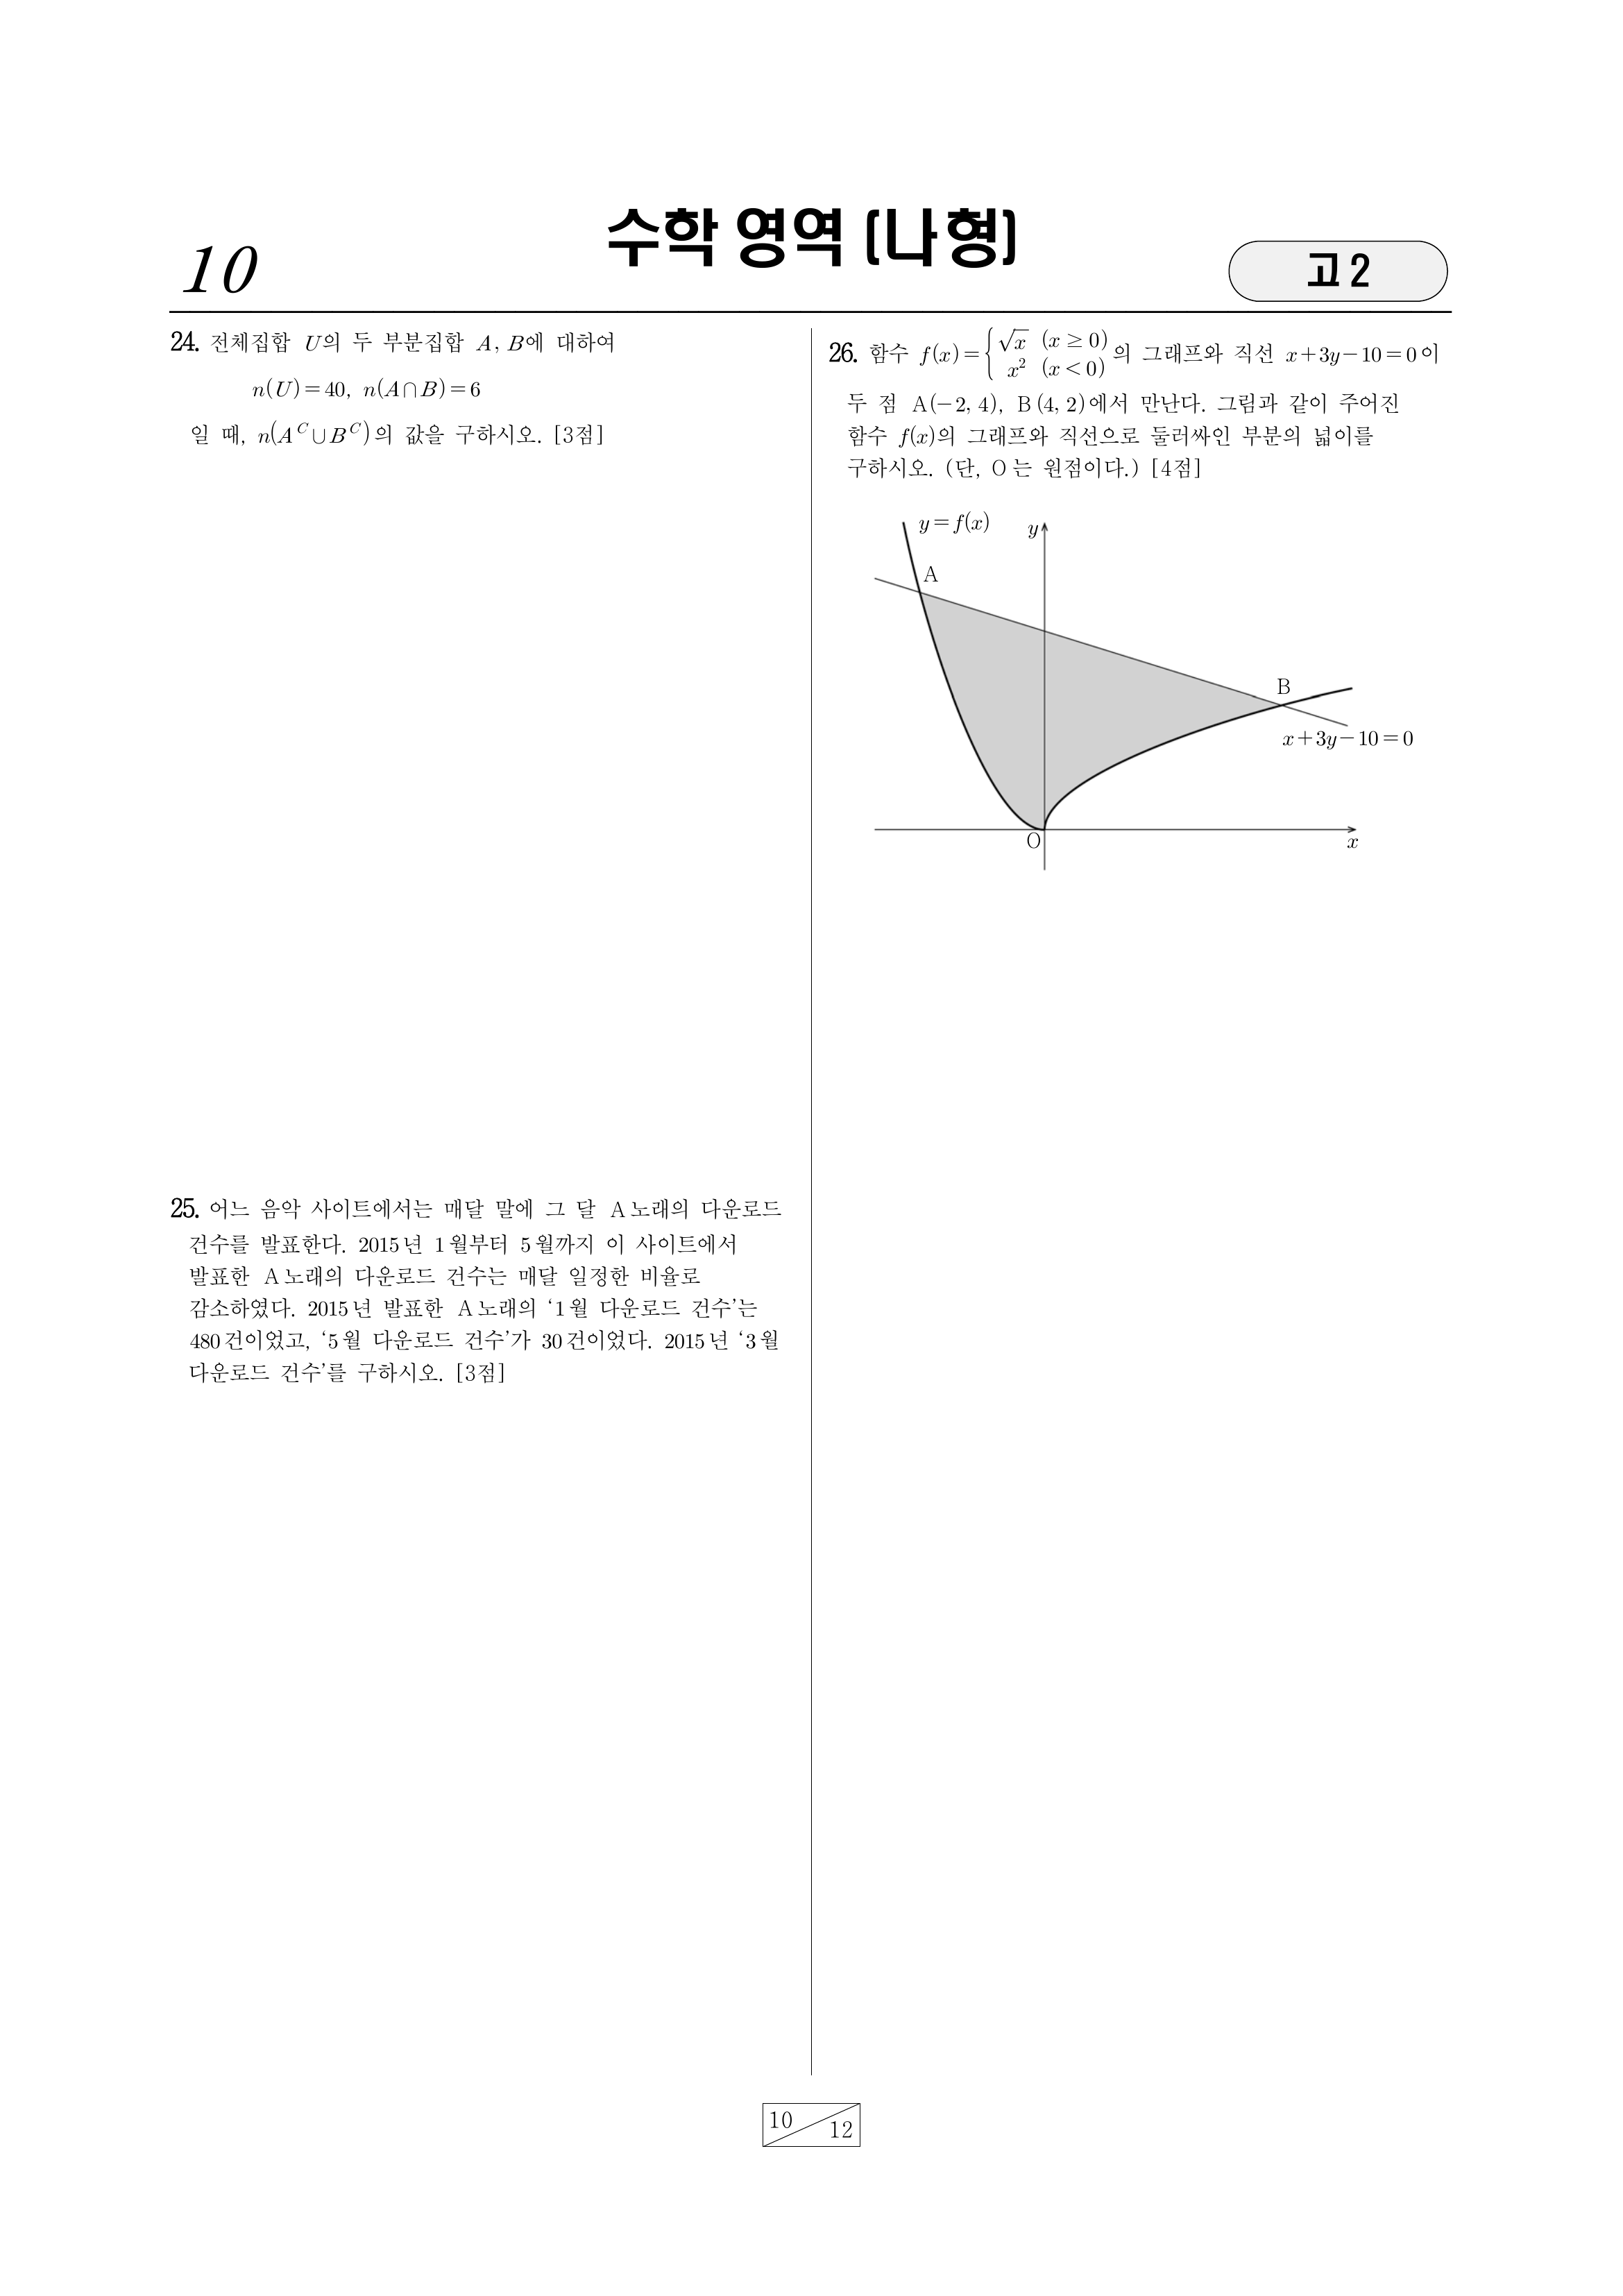 10
수학 영역 (나형)
고 2
24. 전체집합 U의 두 부분집합 A, B에 대하여
n(U)=40, n(A∩B)=6
일 때, n(A^C∪B^C)의 값을 구하시오. [3점]
25. 어느 음악 사이트에서는 매달 말에 그 달 A노래의 다운로드
건수를 발표한다. 2015년 1월부터 5월까지 이 사이트에서
발표한 A노래의 다운로드 건수는 매달 일정한 비율로
감소하였다. 2015년 발표한 A노래의 ‘1월 다운로드 건수’는
480건이었고, ‘5월 다운로드 건수’가 30건이었다. 2015년 ‘3월
다운로드 건수’를 구하시오. [3점]
26. 함수 f(x)={√x (x≥0) x² (x<0) 의 그래프와 직선 x+3y-10=0이
두 점 A(-2, 4), B(4, 2)에서 만난다. 그림과 같이 주어진
함수 f(x)의 그래프와 직선으로 둘러싸인 부분의 넓이를
구하시오. (단, O는 원점이다.) [4점]
y=f(x)
y
A
B
x+3y-10=0
O
x
10
12